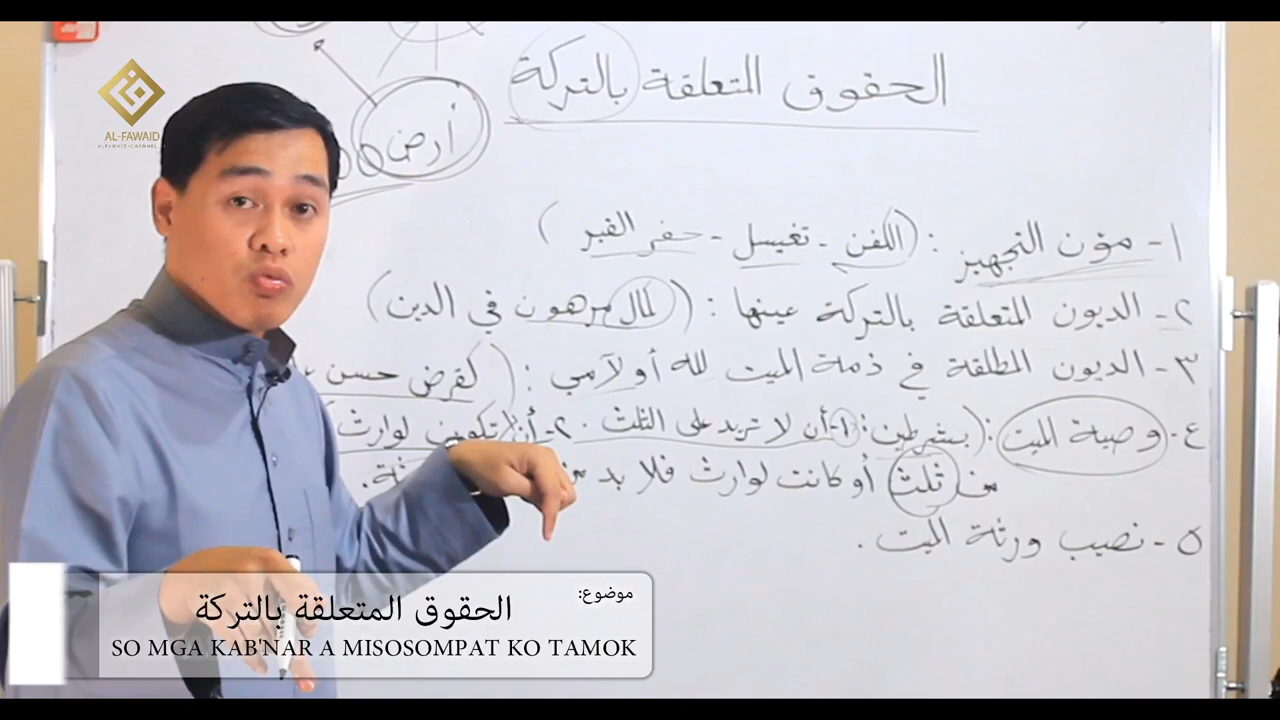 AL-FAWAID
الحقوق المتعلقة بالتركة
أرض
١- مؤن التجهيز : (الكفن - تغسيل - حفر القبر)
٢- الديون المتعلقة بالتركة عينها : (لمال مرهون في الدين)
٣- الديون المطلقة في ذمة الميت لله أو لآدمي : (كقرض حسن
٤- وصية الميت : (بشرطين : ١- أن لا تزيد على الثلث . ٢- أن لا تكون لوارث
من ثلث أو كانت لوارث فلا بد من
٥- نصيب ورثة الميت .
موضوع:
الحقوق المتعلقة بالتركة
SO MGA KAB'NAR A MISOSOMPAT KO TAMOK